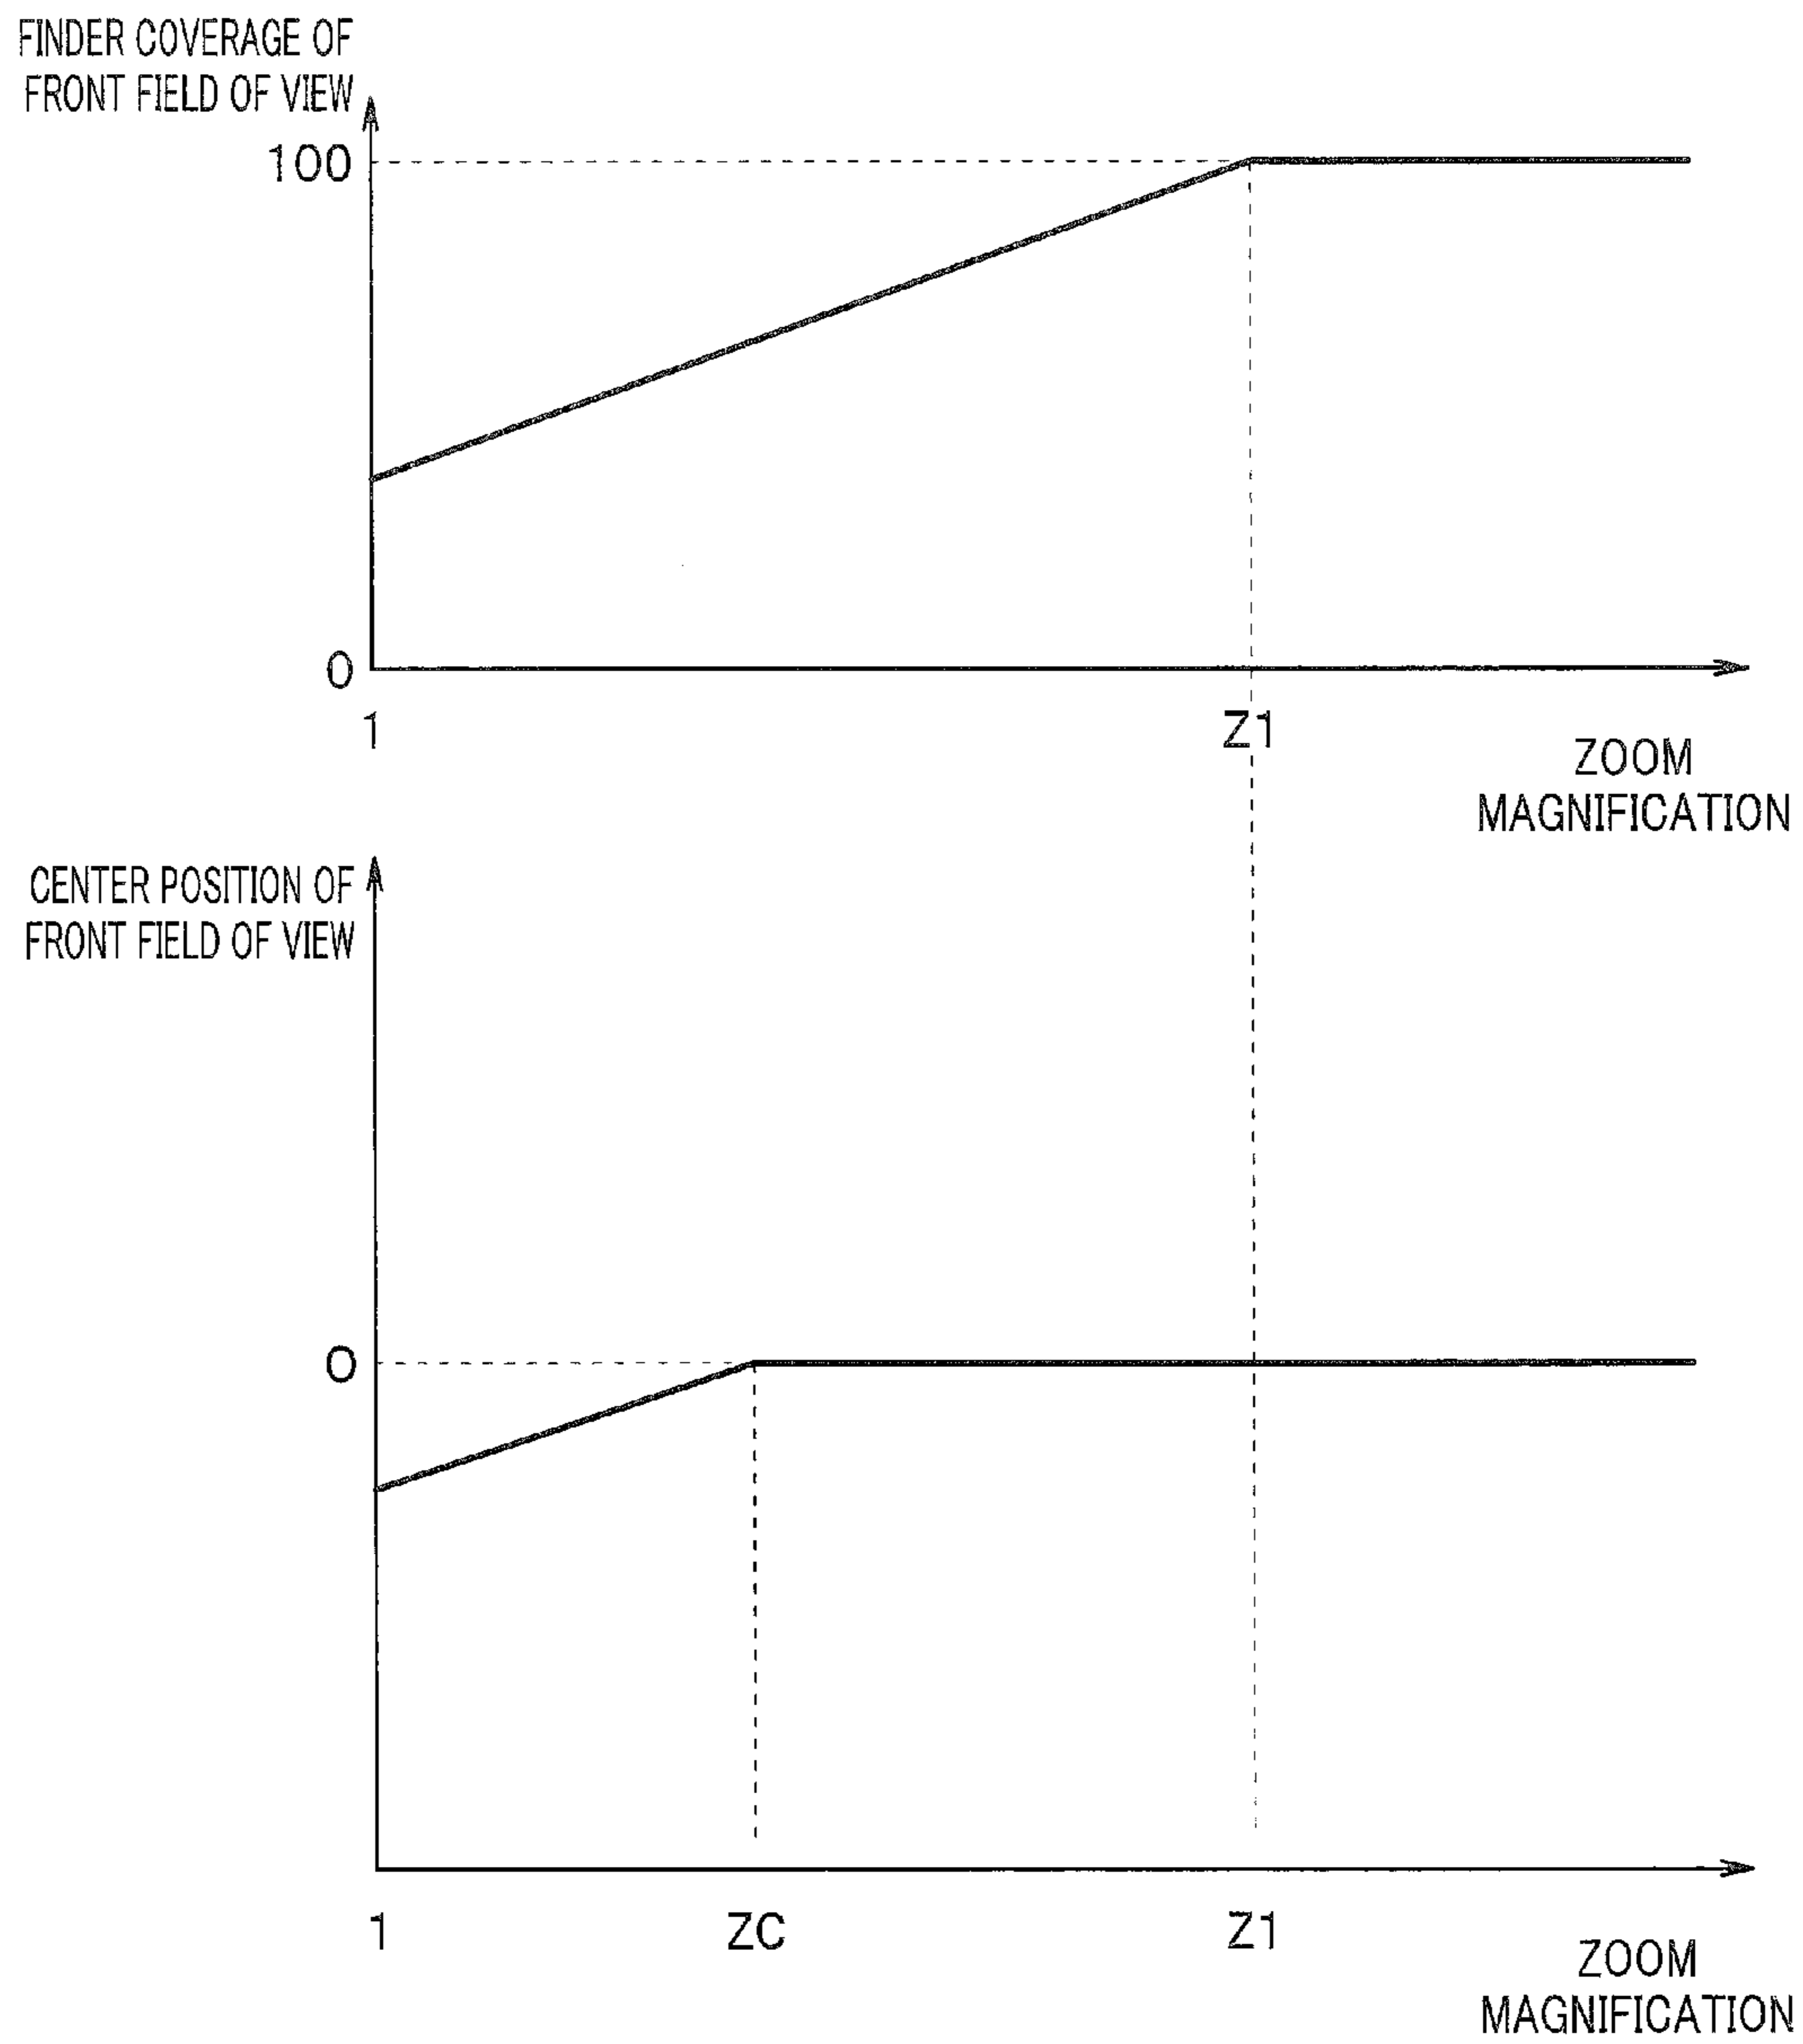 FINDER COVERAGE OF
FRONT FIELD OF VIEW
100
0
1
Z1
ZOOM
MAGNIFICATION
CENTER POSITION OF
FRONT FIELD OF VIEW
0
1
ZC
Z1
ZOOM
MAGNIFICATION